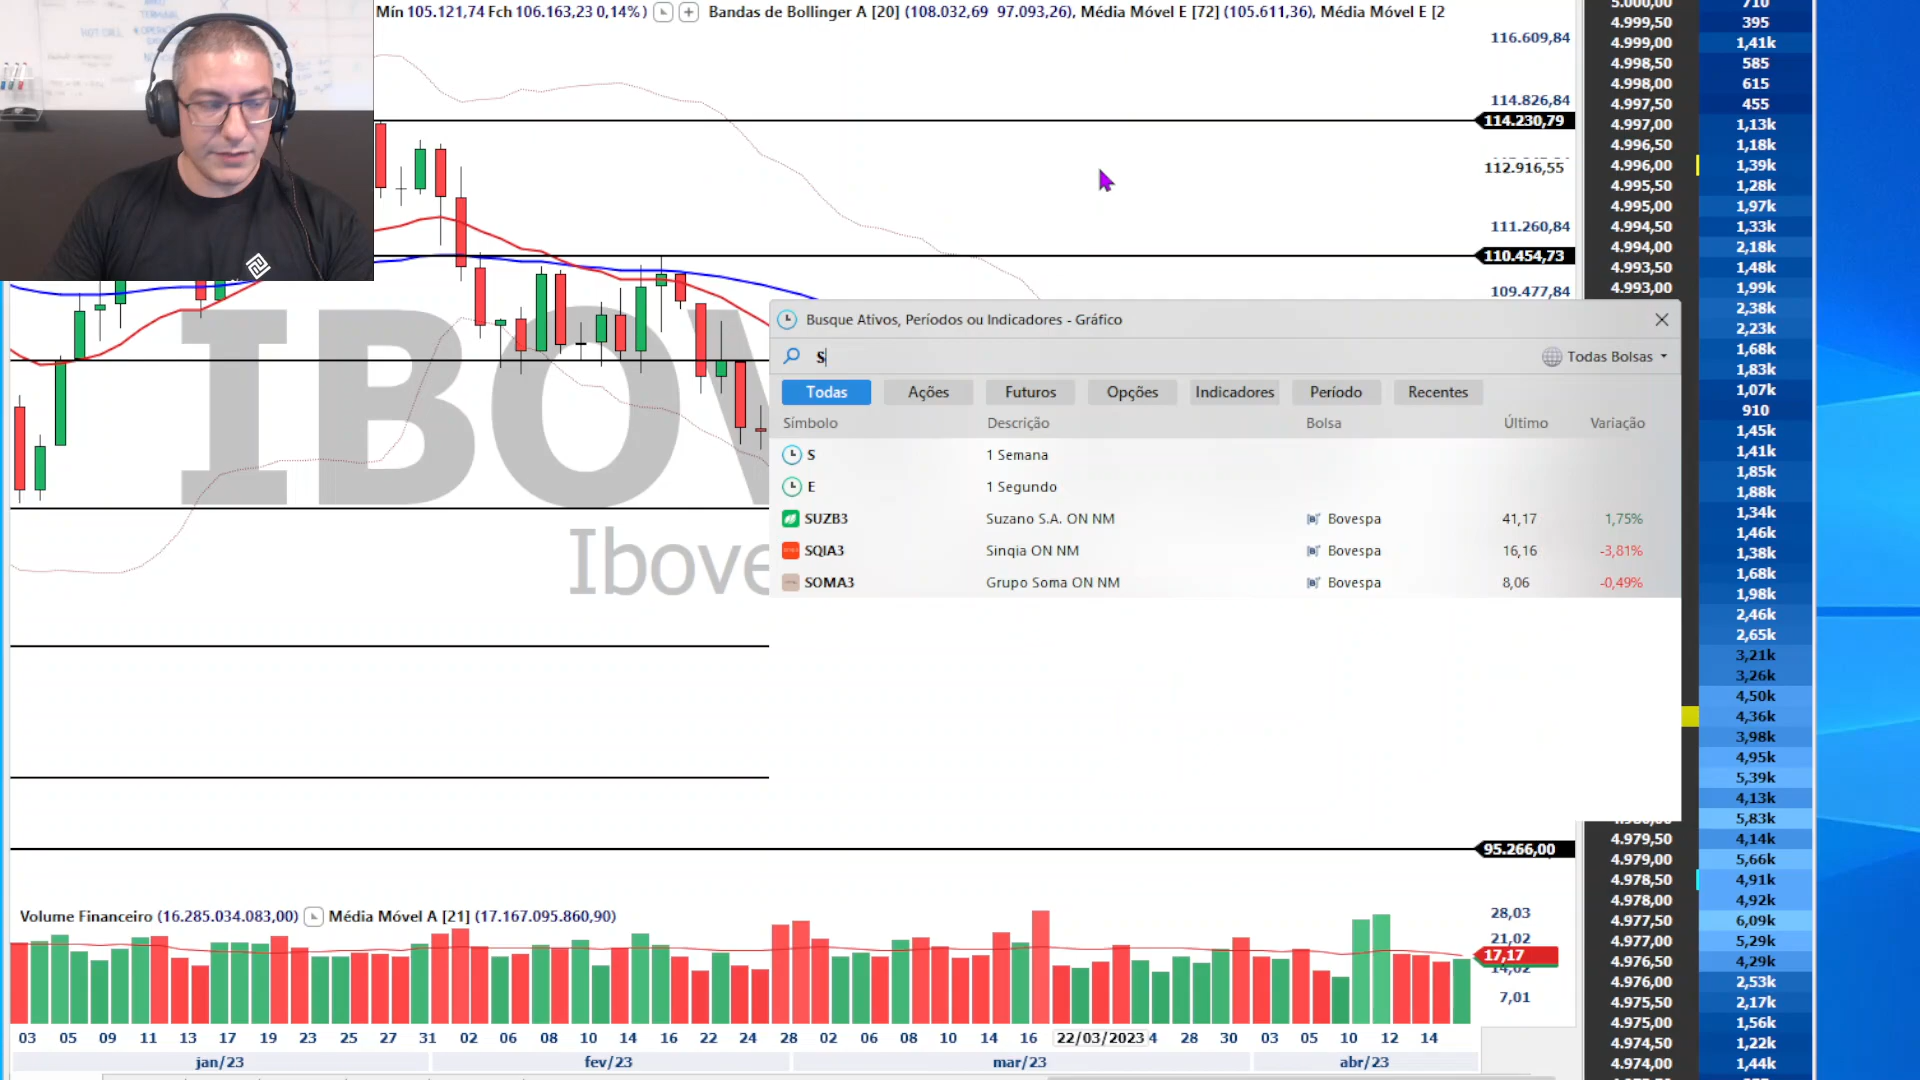 Mín 105.121,74 Fch 106.163,23 0,14%) Bandas de Bollinger A [20] (108.032,69 97.093,26), Média Móvel E [72] (105.611,36), Média Móvel E [2
116.609,84
114.826,84
114.230,79
112.916,55
111.260,84
110.454,73
109.477,84
IBOV
Ibove
Busque Ativos, Períodos ou Indicadores - Gráfico
S
Todas Bolsas
Todas Ações Futuros Opções Indicadores Período Recentes
Símbolo Descrição Bolsa Último Variação
S 1 Semana
E 1 Segundo
SUZB3 Suzano S.A. ON NM Bovespa 41,17 1,75%
SQIA3 Sinqia ON NM Bovespa 16,16 -3,81%
SOMA3 Grupo Soma ON NM Bovespa 8,06 -0,49%
95.266,00
Volume Financeiro (16.285.034.083,00) Média Móvel A [21] (17.167.095.860,90)
28,03
21,02
17,17
14,02
7,01
03 05 09 11 13 17 19 23 25 27 31 02 06 08 10 14 16 22 24 28 02 06 08 10 14 16 22/03/2023 4 28 30 03 05 10 12 14
jan/23 fev/23 mar/23 abr/23
5.000,00 710
4.999,50 395
4.999,00 1,41k
4.998,50 585
4.998,00 615
4.997,50 455
4.997,00 1,13k
4.996,50 1,18k
4.996,00 1,39k
4.995,50 1,28k
4.995,00 1,97k
4.994,50 1,33k
4.994,00 2,18k
4.993,50 1,48k
4.993,00 1,99k
2,38k
2,23k
1,68k
1,83k
1,07k
910
1,45k
1,41k
1,85k
1,88k
1,34k
1,46k
1,38k
1,68k
1,98k
2,46k
2,65k
3,21k
3,26k
4,50k
4,36k
3,98k
4,95k
5,39k
4,13k
5,83k
4.979,50 4,14k
4.979,00 5,66k
4.978,50 4,91k
4.978,00 4,92k
4.977,50 6,09k
4.977,00 5,29k
4.976,50 4,29k
4.976,00 2,53k
4.975,50 2,17k
4.975,00 1,56k
4.974,50 1,22k
4.974,00 1,44k